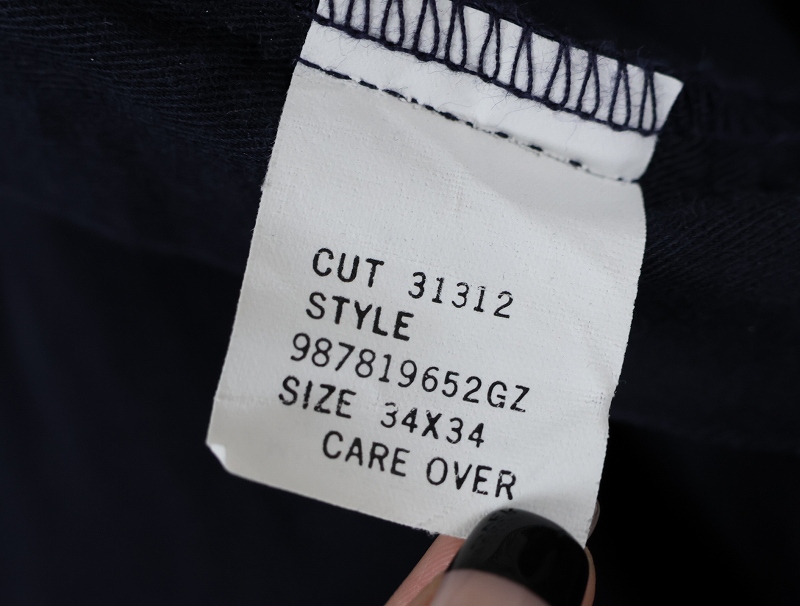 CUT 31312
STYLE
987819652GZ
SIZE 34X34
CARE OVER